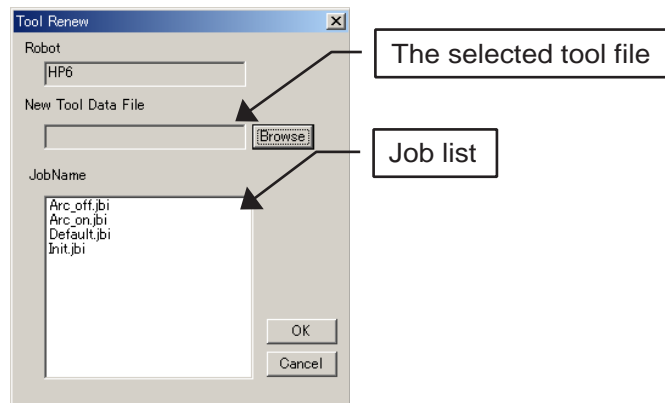 Tool Renew
Robot
HP6
The selected tool file
New Tool Data File
Browse
Job list
JobName
Arc_off.jbi
Arc_on.jbi
Default.jbi
Init.jbi
OK
Cancel